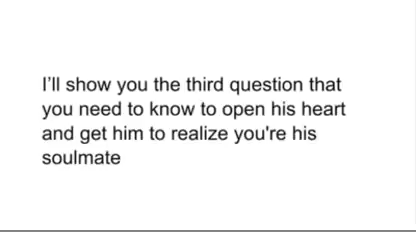 I’ll show you the third question that
you need to know to open his heart
and get him to realize you're his
soulmate